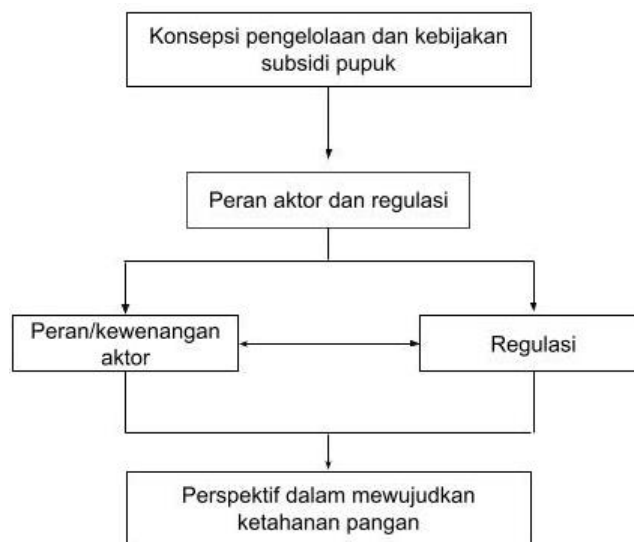 Konsepsi pengelolaan dan kebijakan
subsidi pupuk
Peran aktor dan regulasi
Peran/kewenangan
aktor
Regulasi
Perspektif dalam mewujudkan
ketahanan pangan